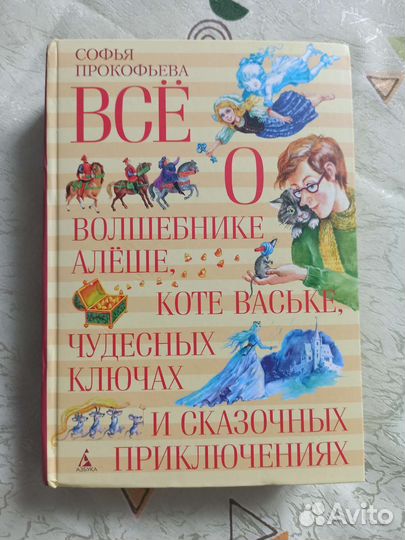 СОФЬЯ
ПРОКОФЬЕВА
ВСЁ
О
ВОЛШЕБНИКЕ
АЛЁШЕ,
КОТЕ ВАСЬКЕ,
ЧУДЕСНЫХ
КЛЮЧАХ
И СКАЗОЧНЫХ
ПРИКЛЮЧЕНИЯХ
АЗБУКА
Avito